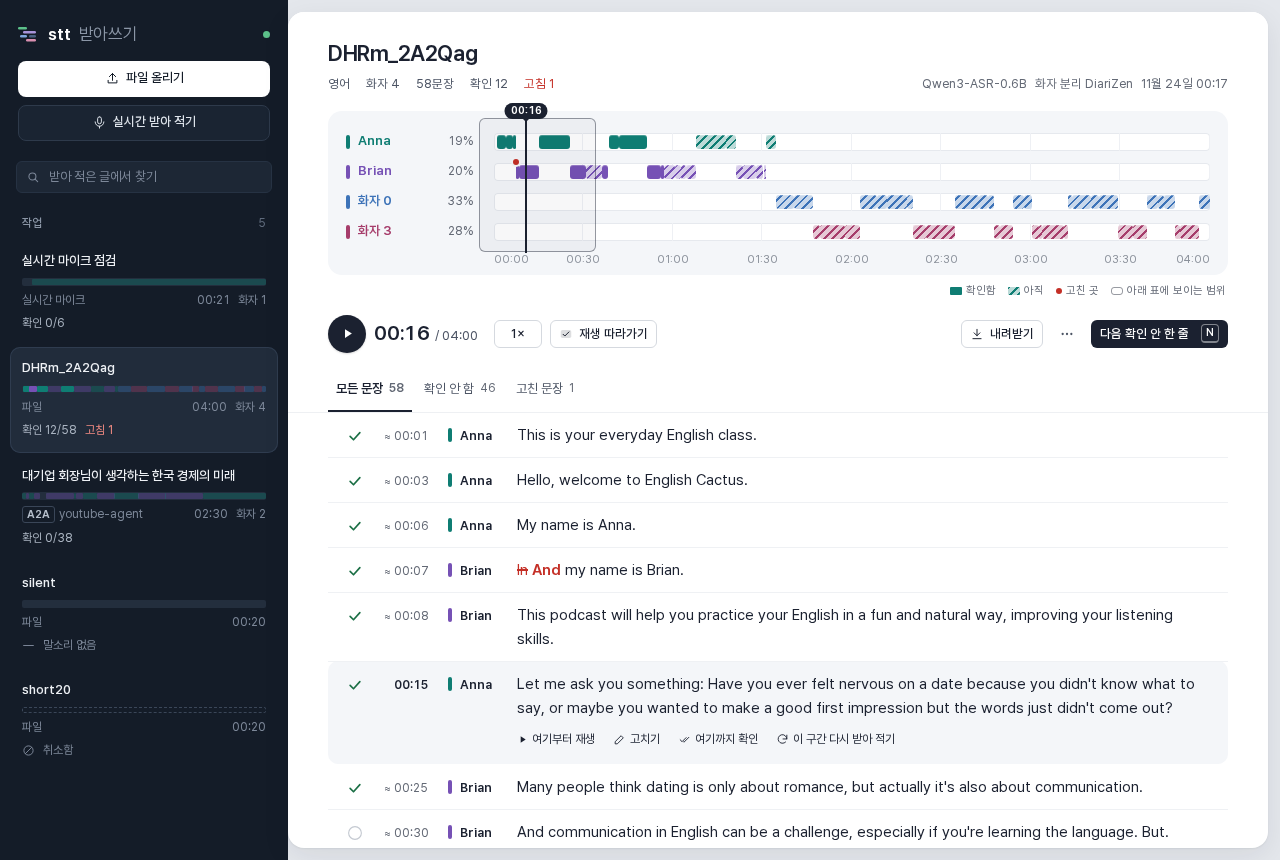 stt 받아쓰기
파일 올리기
실시간 받아 적기
받아 적은 글에서 찾기
작업 5
실시간 마이크 점검
실시간 마이크 00:21 화자 1
확인 0/6
DHRm_2A2Qag
파일 04:00 화자 4
확인 12/58 고침 1
대기업 회장님이 생각하는 한국 경제의 미래
A2A youtube-agent 02:30 화자 2
확인 0/38
silent
파일 00:20
— 말소리 없음
short20
파일 00:20
취소함
DHRm_2A2Qag
영어 화자 4 58문장 확인 12 고침 1
Qwen3-ASR-0.6B 화자 분리 DiariZen 11월 24일 00:17
00:16
Anna 19%
Brian 20%
화자 0 33%
화자 3 28%
00:00 00:30 01:00 01:30 02:00 02:30 03:00 03:30 04:00
확인함 아직 고친 곳 아래 표에 보이는 범위
00:16 / 04:00 1× 재생 따라가기
내려받기 ··· 다음 확인 안 한 줄 N
모든 문장 58 확인 안 함 46 고친 문장 1
≈ 00:01 Anna This is your everyday English class.
≈ 00:03 Anna Hello, welcome to English Cactus.
≈ 00:06 Anna My name is Anna.
≈ 00:07 Brian In And my name is Brian.
≈ 00:08 Brian This podcast will help you practice your English in a fun and natural way, improving your listening
skills.
00:15 Anna Let me ask you something: Have you ever felt nervous on a date because you didn't know what to
say, or maybe you wanted to make a good first impression but the words just didn't come out?
여기부터 재생 고치기 여기까지 확인 이 구간 다시 받아 적기
≈ 00:25 Brian Many people think dating is only about romance, but actually it's also about communication.
≈ 00:30 Brian And communication in English can be a challenge, especially if you're learning the language. But.